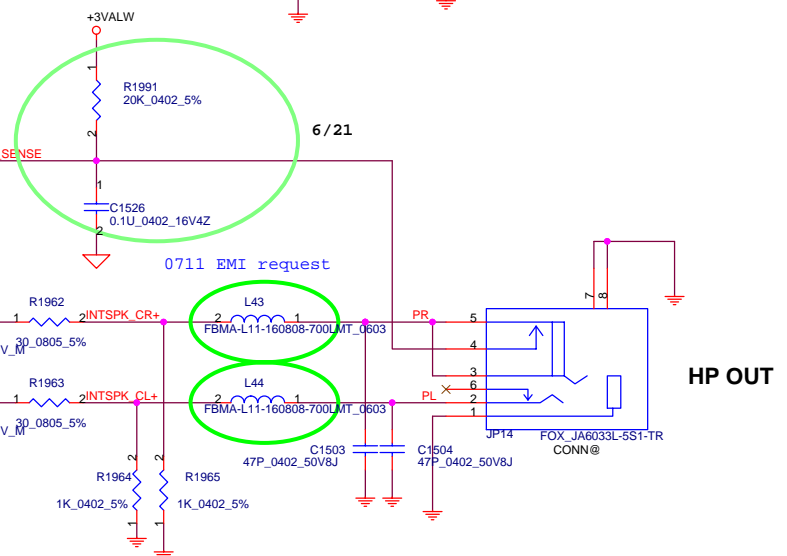 +3VALW
1
R1991
20K_0402_5%
2
6/21
SENSE
1
C1526
0.1U_0402_16V4Z
2
0711 EMI request
R1962
1
2
INTSPK_CR+
30_0805_5%
V_M
2
L43
1
FBMA-L11-160808-700LMT_0603
PR
5
4
3
6
2
1
7
8
HP OUT
R1963
1
2
INTSPK_CL+
30_0805_5%
V_M
2
L44
1
FBMA-L11-160808-700LMT_0603
PL
JP14
FOX_JA6033L-5S1-TR
CONN@
C1503
47P_0402_50V8J
C1504
47P_0402_50V8J
2
R1964
1K_0402_5%
1
2
R1965
1K_0402_5%
1